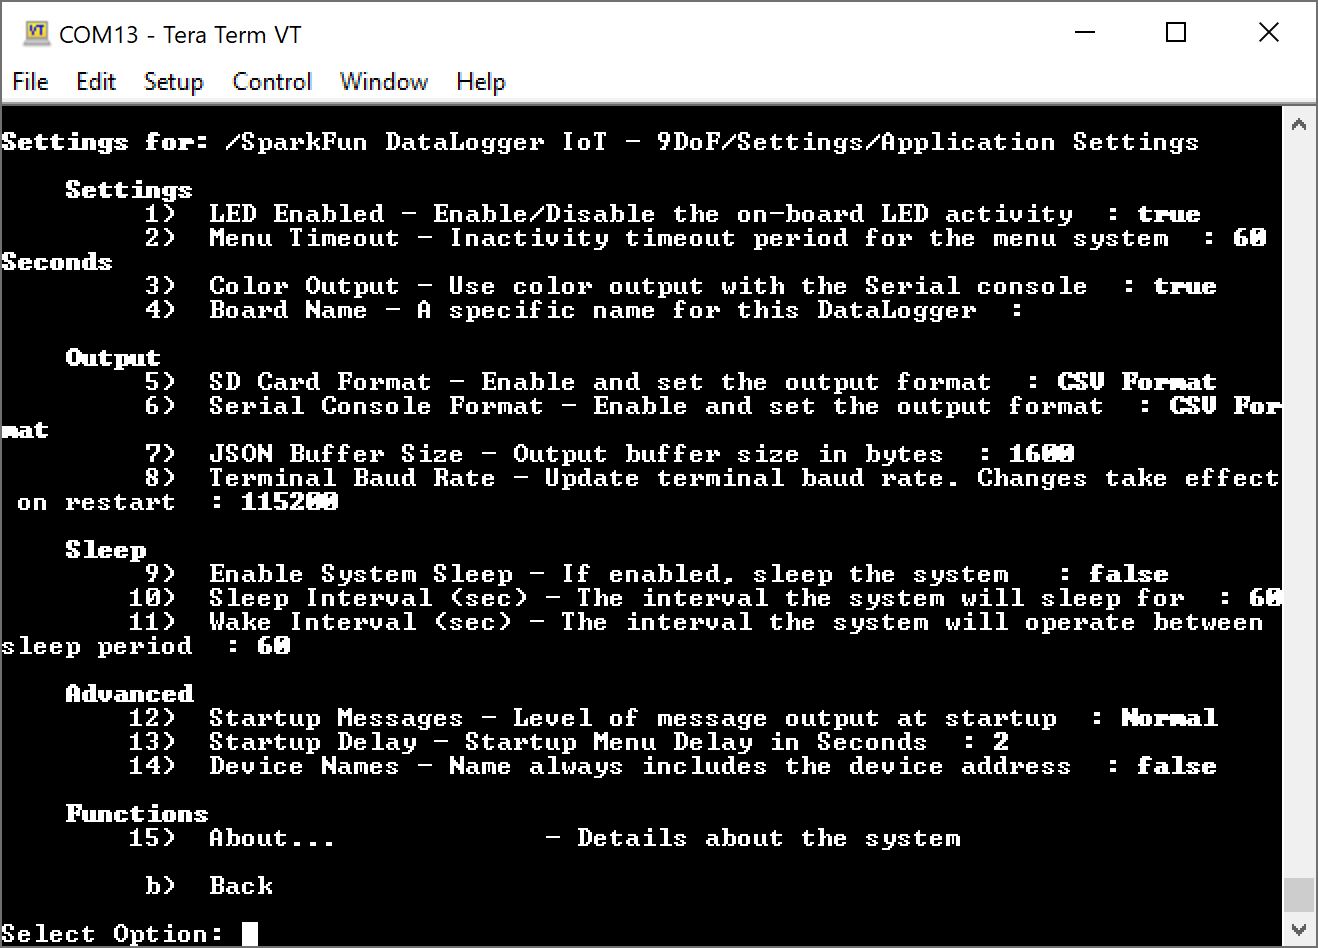 COM13 - Tera Term VT
File Edit Setup Control Window Help
Settings for: /SparkFun DataLogger IoT - 9DoF/Settings/Application Settings
Settings
1) LED Enabled - Enable/Disable the on-board LED activity : true
2) Menu Timeout - Inactivity timeout period for the menu system : 60
Seconds
3) Color Output - Use color output with the Serial console : true
4) Board Name - A specific name for this DataLogger :
Output
5) SD Card Format - Enable and set the output format : CSV Format
6) Serial Console Format - Enable and set the output format : CSV For
mat
7) JSON Buffer Size - Output buffer size in bytes : 1600
8) Terminal Baud Rate - Update terminal baud rate. Changes take effect
on restart : 115200
Sleep
9) Enable System Sleep - If enabled, sleep the system : false
10) Sleep Interval (sec) - The interval the system will sleep for : 60
11) Wake Interval (sec) - The interval the system will operate between
sleep period : 60
Advanced
12) Startup Messages - Level of message output at startup : Normal
13) Startup Delay - Startup Menu Delay in Seconds : 2
14) Device Names - Name always includes the device address : false
Functions
15) About... - Details about the system
b) Back
Select Option: